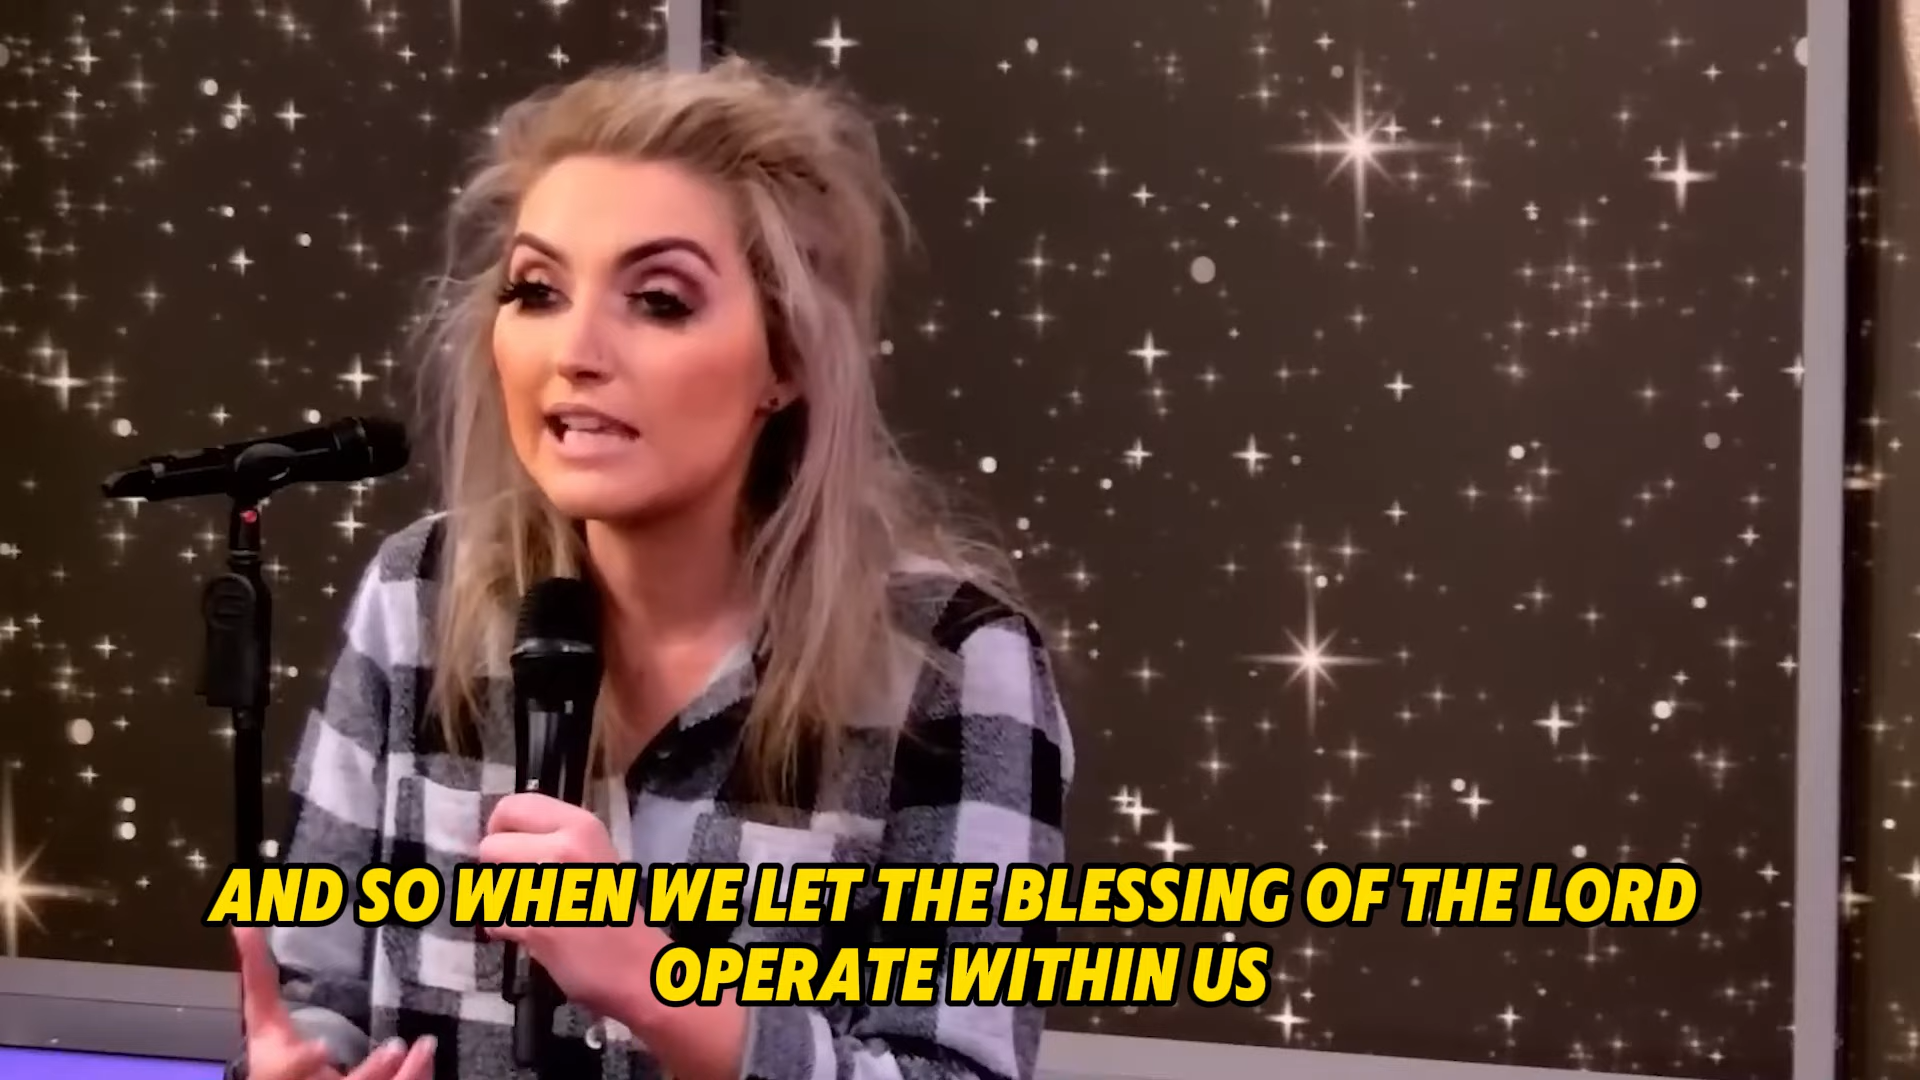 AND SO WHEN WE LET THE BLESSING OF THE LORD
OPERATE WITHIN US